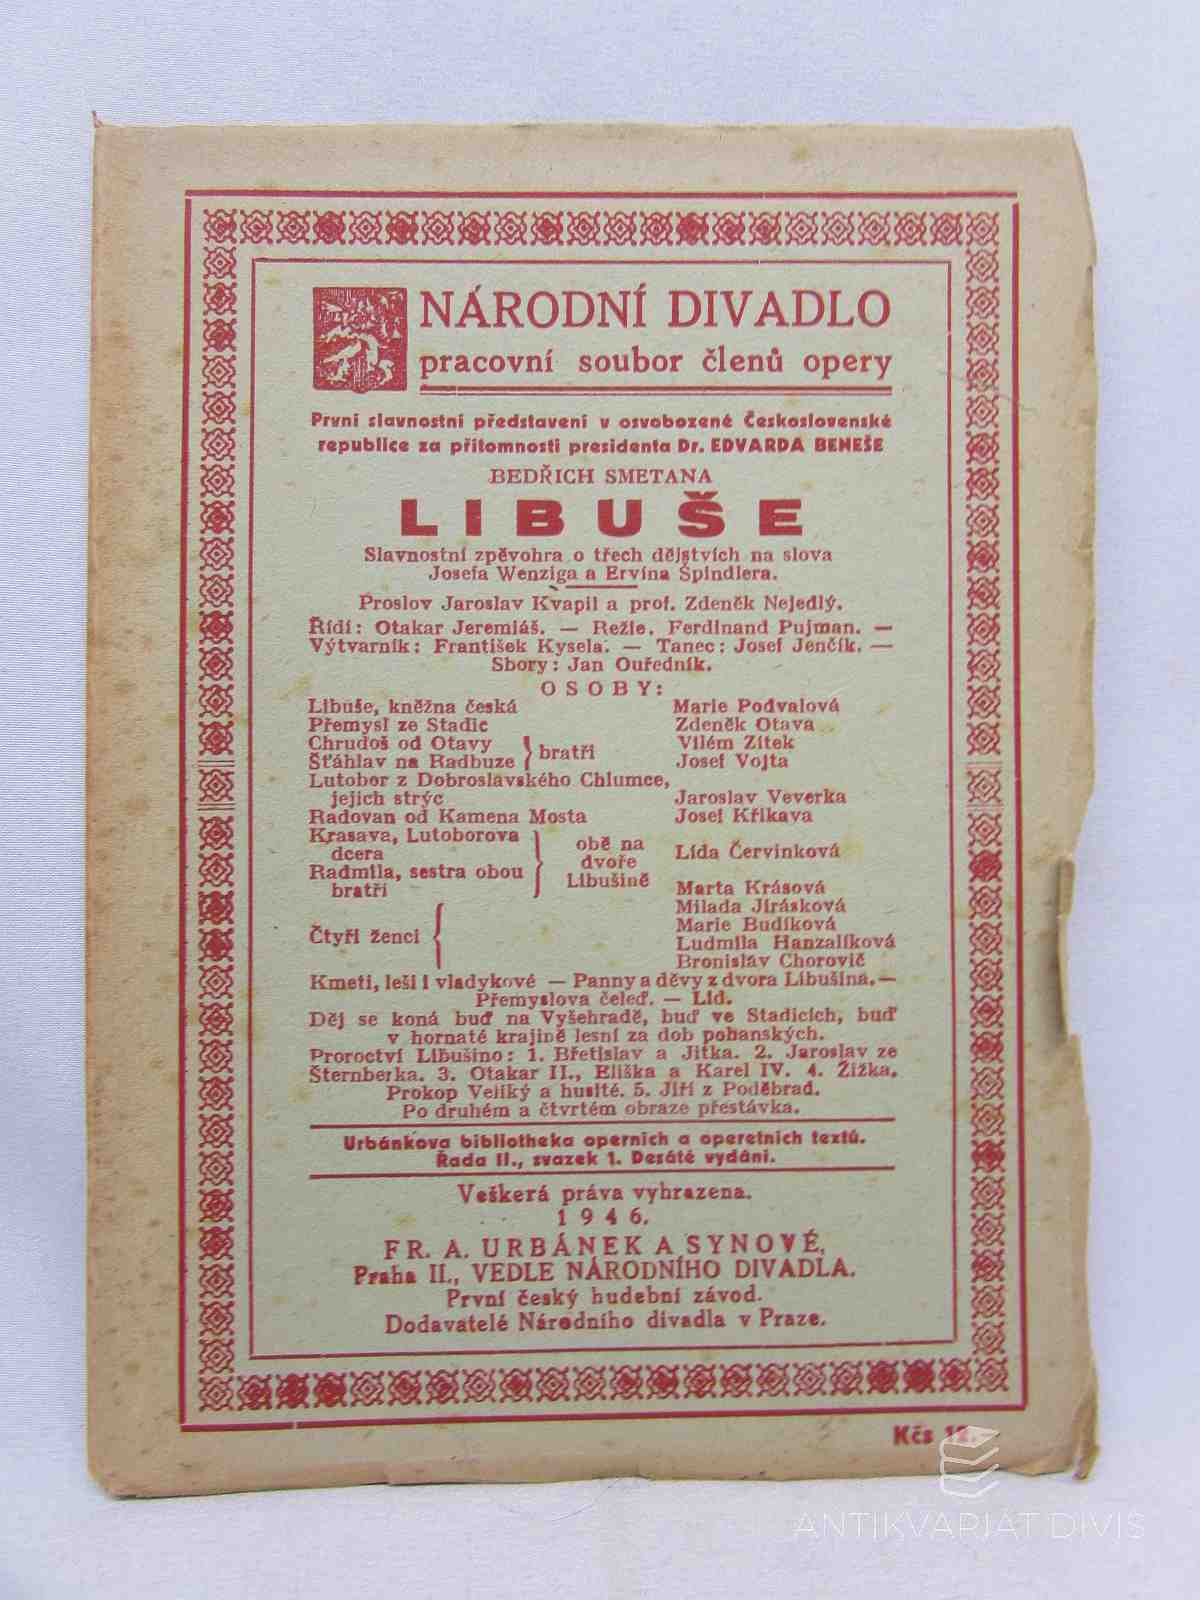 NÁRODNÍ DIVADLO
pracovní soubor členů opery
První slavnostní představení v osvobozené Československé
republice za přítomnosti presidenta Dr. EDVARDA BENEŠE
BEDŘICH SMETANA
LIBUŠE
Slavnostní zpěvohra o třech dějstvích na slova
Josefa Wenziga a Ervína Špindlera.
Proslov Jaroslav Kvapil a prof. Zdeněk Nejedlý.
Řídí: Otakar Jeremiáš. — Režie. Ferdinand Pujman. —
Výtvarník: František Kysela. — Tanec: Josef Jenčík. —
Sbory: Jan Ouředník.
OSOBY:
Libuše, kněžna česká Marie Podvalová
Přemysl ze Stadic Zdeněk Otava
Chrudoš od Otavy Vilém Zítek
Šťáhlav na Radbuze bratři Josef Vojta
Lutobor z Dobroslavského Chlumce,
jejich strýc Jaroslav Veverka
Radovan od Kamena Mosta Josef Křikava
Krasava, Lutoborova
dcera
Radmila, sestra obou
bratří
obě na
dvoře
Libušině
Lída Červinková
Marta Krásová
Čtyři ženci
Milada Jirásková
Marie Budíková
Ludmila Hanzalíková
Bronislav Chorovič
Kmeti, leši i vladykové — Panny a děvy z dvora Libušina. —
Přemyslova čeleď. — Lid.
Děj se koná buď na Vyšehradě, buď ve Stadicích, buď
v hornaté krajině lesní za dob pohanských.
Proroctví Libušino: 1. Břetislav a Jitka. 2. Jaroslav ze
Šternberka. 3. Otakar II., Eliška a Karel IV. 4. Žižka,
Prokop Veliký a husité. 5. Jiří z Poděbrad.
Po druhém a čtvrtém obraze přestávka.
Urbánkova bibliotheka operních a operetních textů.
Řada II., svazek 1. Desáté vydání.
Veškerá práva vyhrazena.
1946.
FR. A. URBÁNEK A SYNOVÉ,
Praha II., VEDLE NÁRODNÍHO DIVADLA.
První český hudební závod.
Dodavatelé Národního divadla v Praze.
Kčs
ANTIKVARIÁT DIVIŠ